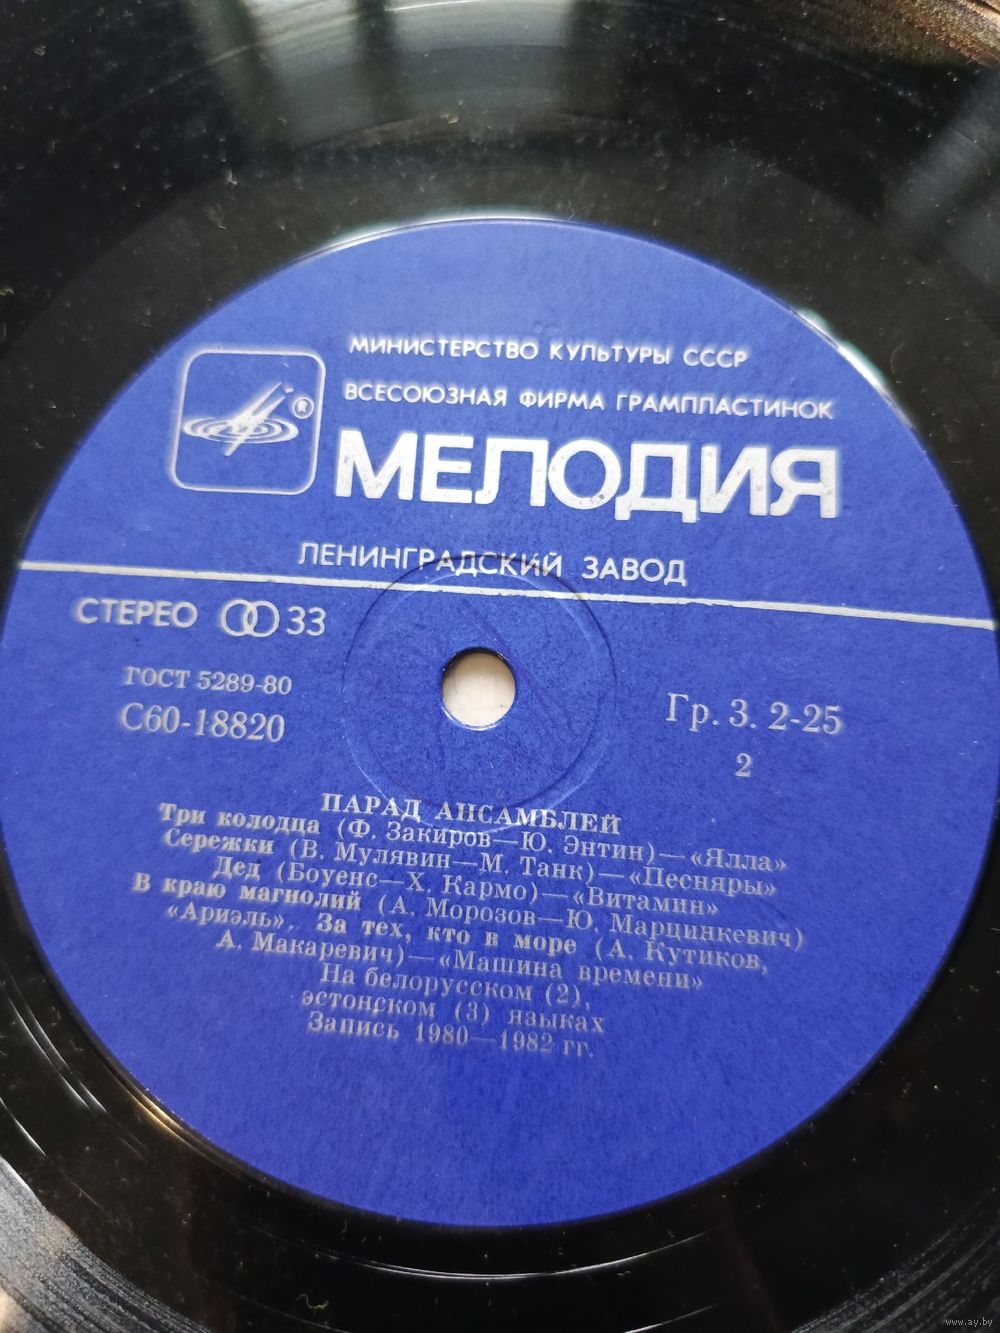 МИНИСТЕРСТВО КУЛЬТУРЫ СССР
ВСЕСОЮЗНАЯ ФИРМА ГРАМПЛАСТИНОК
®
МЕЛОДИЯ
ЛЕНИНГРАДСКИЙ ЗАВОД
СТЕРЕО 33
ГОСТ 5289-80
С60-18820
Гр. 3. 2-25
2
ПАРАД АНСАМБЛЕЙ
Три колодца (Ф. Закиров—Ю. Энтин)—«Ялла»
Сережки (В. Мулявин—М. Танк)—«Песняры»
Дед (Боуенс—Х. Кармо)—«Витамин»
В краю магнолий (А. Морозов—Ю. Марцинкевич)
«Ариэль». За тех, кто в море (А. Кутиков,
А. Макаревич)—«Машина времени»
На белорусском (2),
эстонском (3) языках
Запись 1980—1982 гг.
www.ay.by